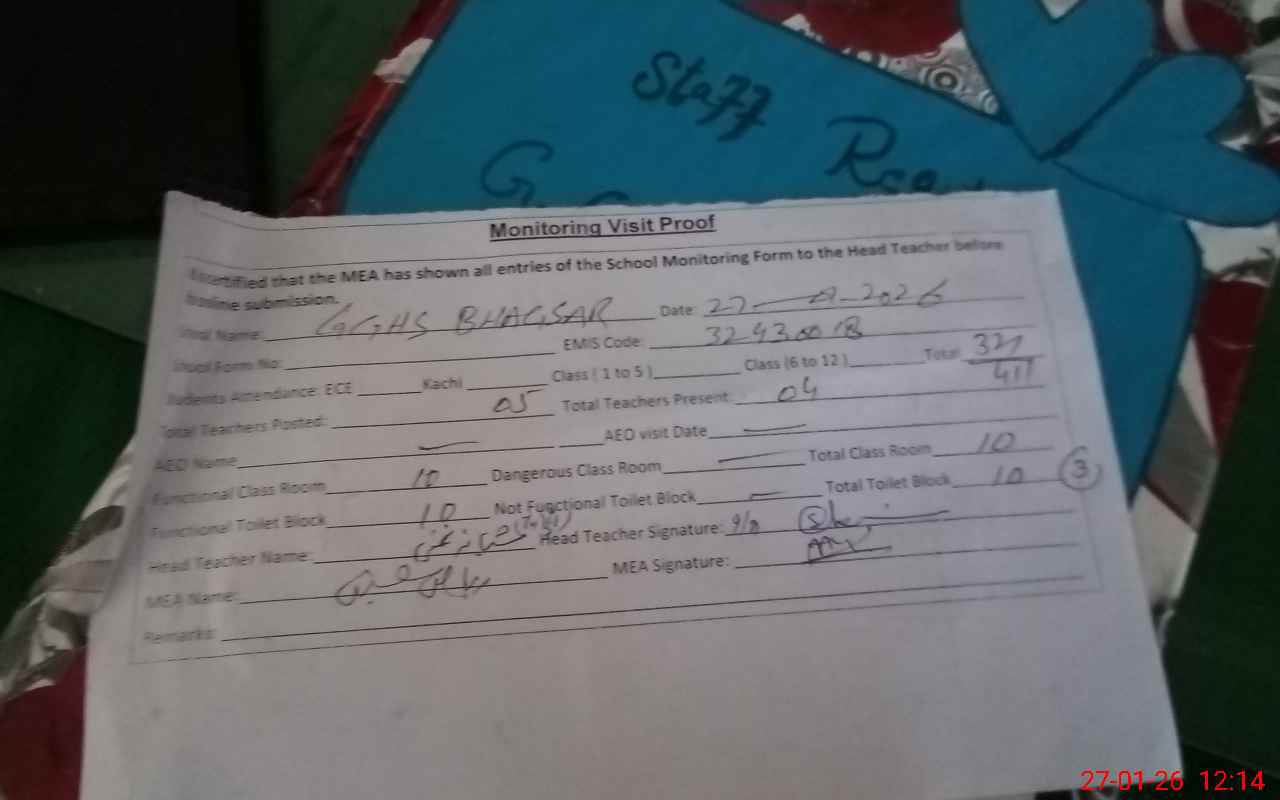 Staff
G
Monitoring Visit Proof
certified that the MEA has shown all entries of the School Monitoring Form to the Head Teacher before
submission.
Name: GGHS BHAGSAR Date: 27 2026
Form No: EMIS Code: 32430018
Students Attendance: ECE Kachi Class ( 1 to 5 ) Class (6 to 12 ) Total 321
411
Total Teachers Posted: 05 Total Teachers Present: 04
AEO Name — AEO visit Date —
Functional Class Room 10 Dangerous Class Room — Total Class Room 10
Functional Toilet Block 10 Not Functional Toilet Block — Total Toilet Block 10 3
Head Teacher Name: Head Teacher Signature:
MEA Name: MEA Signature:
Remarks:
27-01-26 12:14